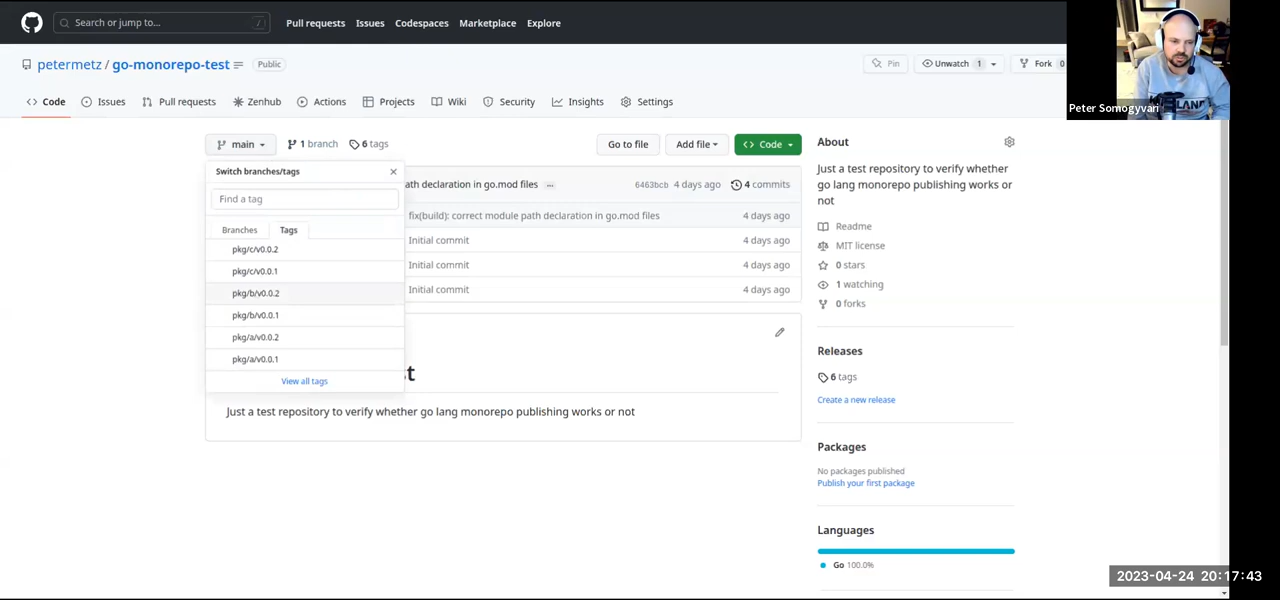 Search or jump to... /
Pull requests Issues Codespaces Marketplace Explore
petermetz / go-monorepo-test Public
Pin Unwatch 1 Fork 0
Code Issues Pull requests Zenhub Actions Projects Wiki Security Insights Settings
Peter Somogyvari
main 1 branch 6 tags Go to file Add file Code
Switch branches/tags
Find a tag
Branches Tags
pkg/c/v0.0.2
pkg/c/v0.0.1
pkg/b/v0.0.2
pkg/b/v0.0.1
pkg/a/v0.0.2
pkg/a/v0.0.1
View all tags
ath declaration in go.mod files ... 6463bcb 4 days ago 4 commits
fix(build): correct module path declaration in go.mod files 4 days ago
Initial commit 4 days ago
Initial commit 4 days ago
Initial commit 4 days ago
st
Just a test repository to verify whether go lang monorepo publishing works or not
About
Just a test repository to verify whether
go lang monorepo publishing works or
not
Readme
MIT license
0 stars
1 watching
0 forks
Releases
6 tags
Create a new release
Packages
No packages published
Publish your first package
Languages
Go 100.0%
2023-04-24 20:17:43